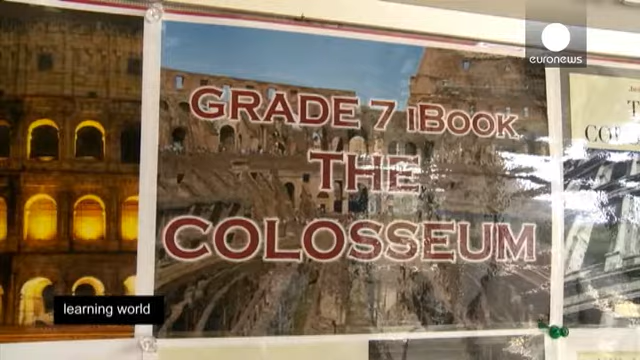 euronews
GRADE 7 iBook
THE
COLOSSEUM
learning world